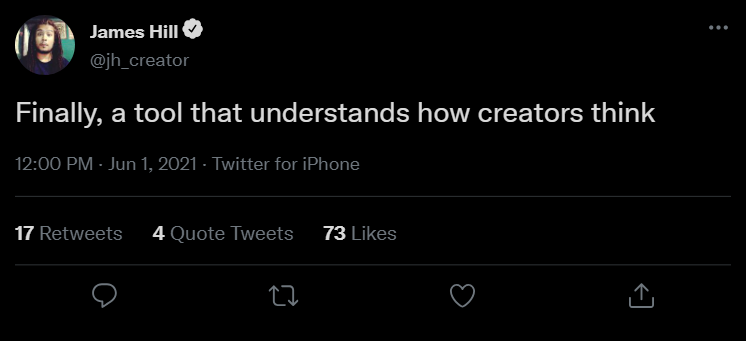 James Hill
@jh_creator
Finally, a tool that understands how creators think
12:00 PM · Jun 1, 2021 · Twitter for iPhone
17 Retweets 4 Quote Tweets 73 Likes